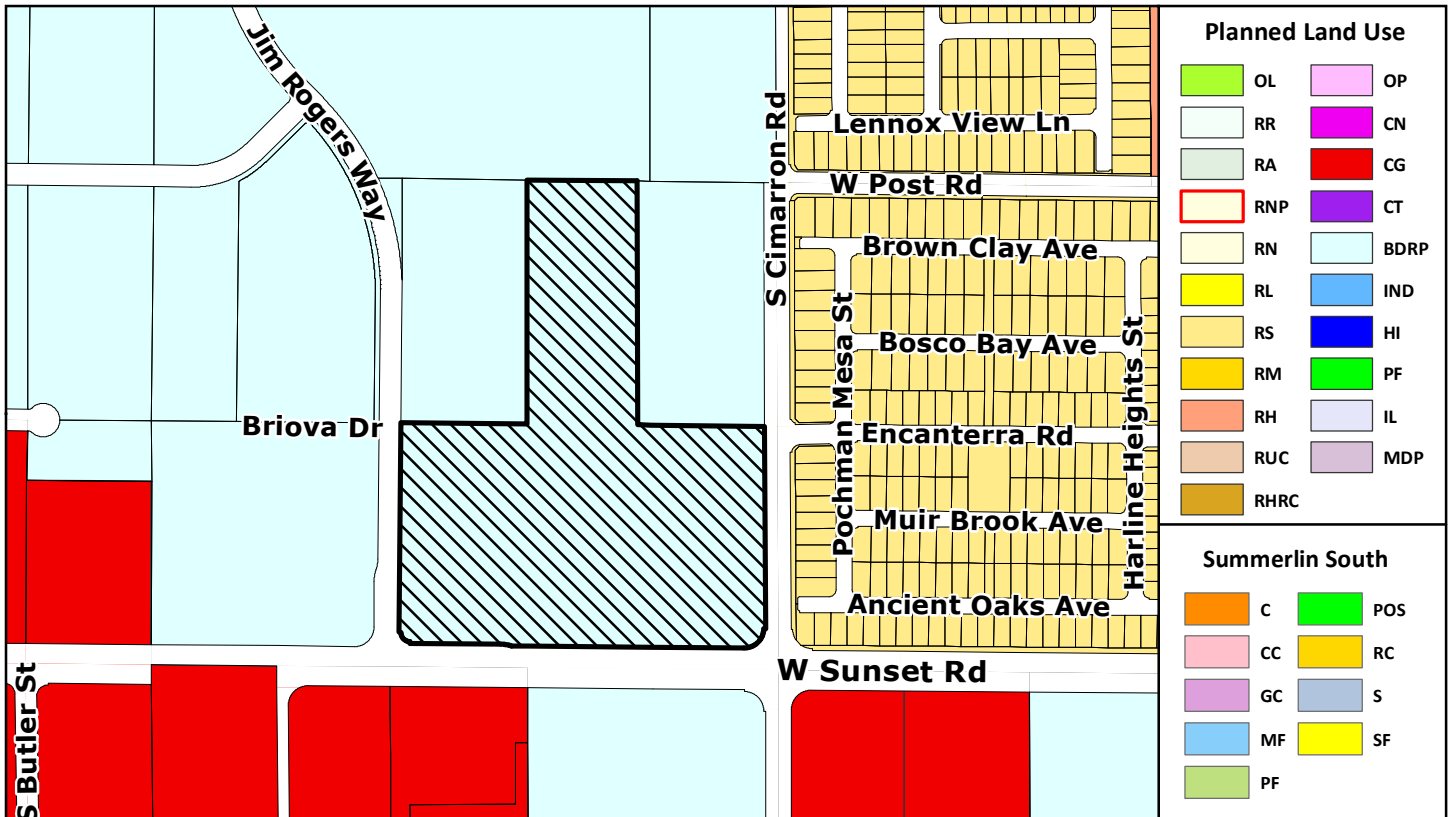 Jim Rogers Way
S Cimarron Rd
Lennox View Ln
W Post Rd
Brown Clay Ave
Pochman Mesa St
Bosco Bay Ave
Harline Heights St
Briova Dr
Encanterra Rd
Muir Brook Ave
Ancient Oaks Ave
W Sunset Rd
S Butler St
Planned Land Use
OL
RR
RA
RNP
RN
RL
RS
RM
RH
RUC
RHRC
OP
CN
CG
CT
BDRP
IND
HI
PF
IL
MDP
Summerlin South
C
CC
GC
MF
PF
POS
RC
S
SF